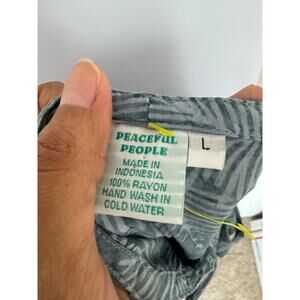 PEACEFUL
PEOPLE
MADE IN
INDONESIA
100% RAYON
HAND WASH IN
COLD WATER
L